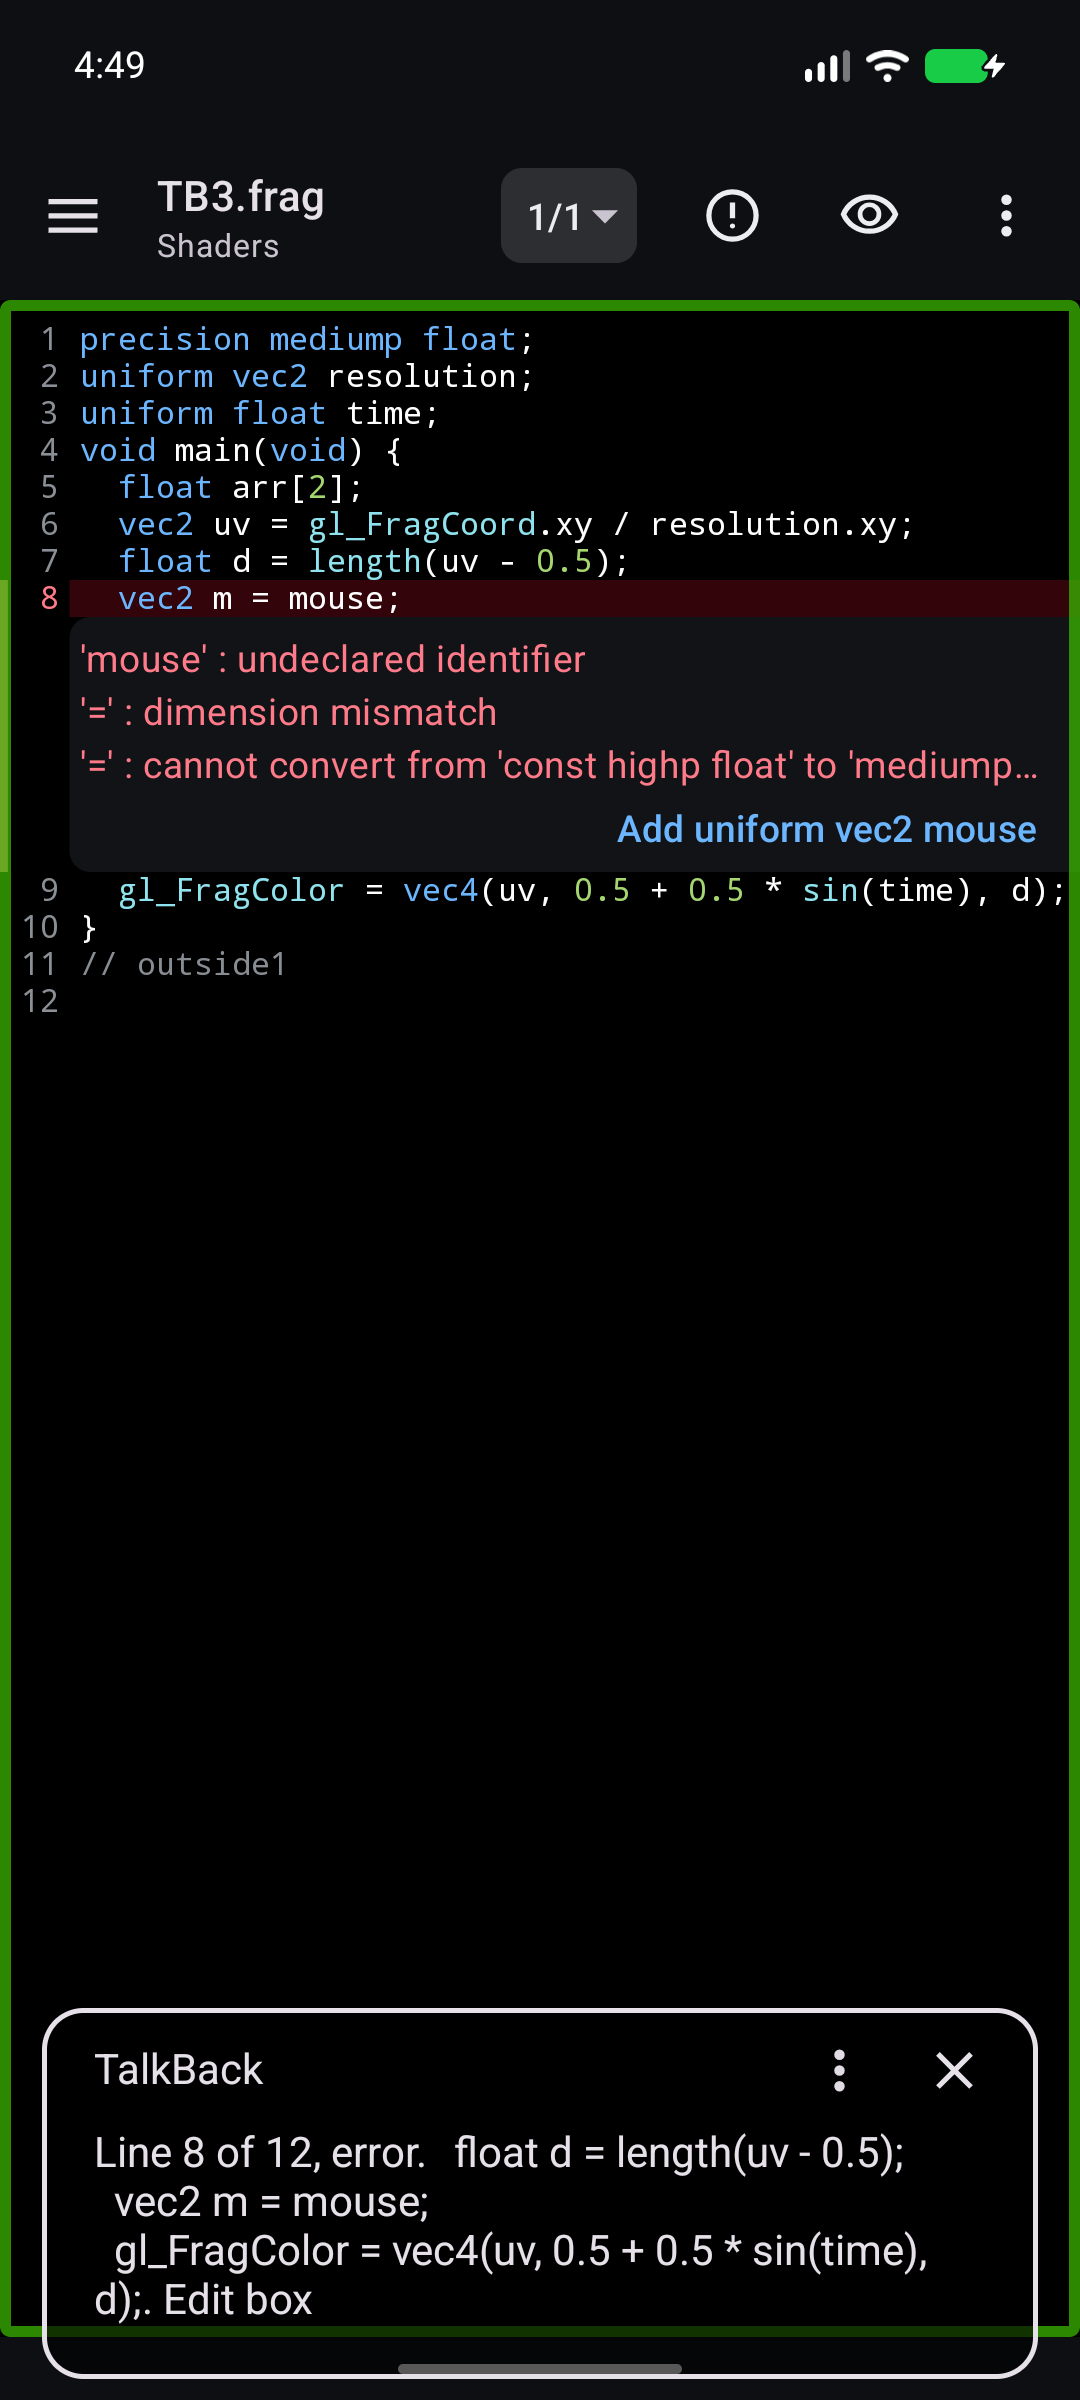 4:49
TB3.frag
Shaders
1/1
1 precision mediump float;
2 uniform vec2 resolution;
3 uniform float time;
4 void main(void) {
5   float arr[2];
6   vec2 uv = gl_FragCoord.xy / resolution.xy;
7   float d = length(uv - 0.5);
8   vec2 m = mouse;
'mouse' : undeclared identifier
'=' : dimension mismatch
'=' : cannot convert from 'const highp float' to 'mediump…
Add uniform vec2 mouse
9   gl_FragColor = vec4(uv, 0.5 + 0.5 * sin(time), d);
10 }
11 // outside1
12
TalkBack
Line 8 of 12, error.   float d = length(uv - 0.5);
  vec2 m = mouse;
  gl_FragColor = vec4(uv, 0.5 + 0.5 * sin(time),
d);. Edit box